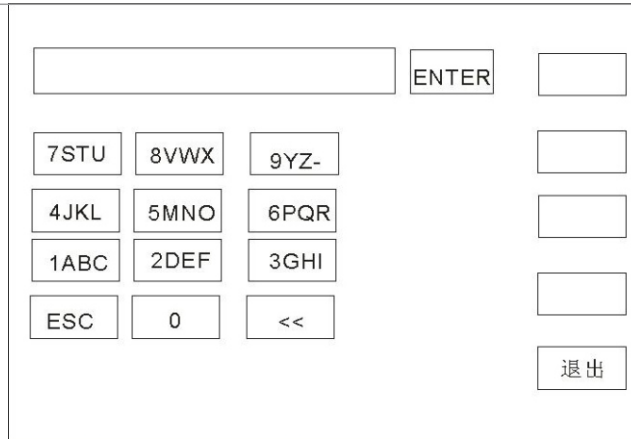 ENTER
7STU 8VWX 9YZ-
4JKL 5MNO 6PQR
1ABC 2DEF 3GHI
ESC 0 <<
退出